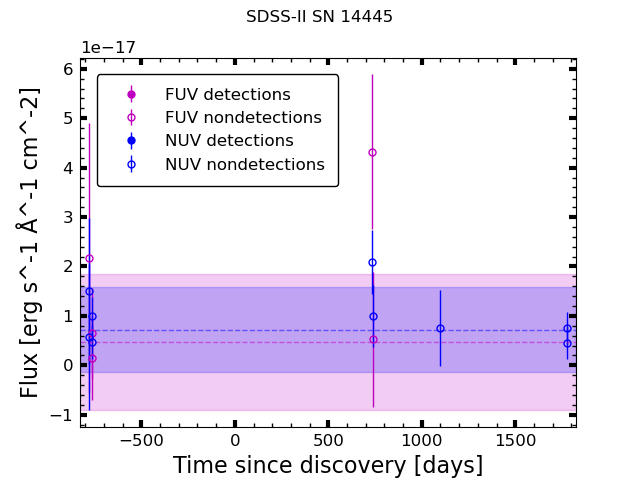 SDSS-II SN 14445
1e−17
6
5
4
3
2
1
0
−1
Flux [erg s^-1 Å^-1 cm^-2]
FUV detections
FUV nondetections
NUV detections
NUV nondetections
−500
0
500
1000
1500
Time since discovery [days]